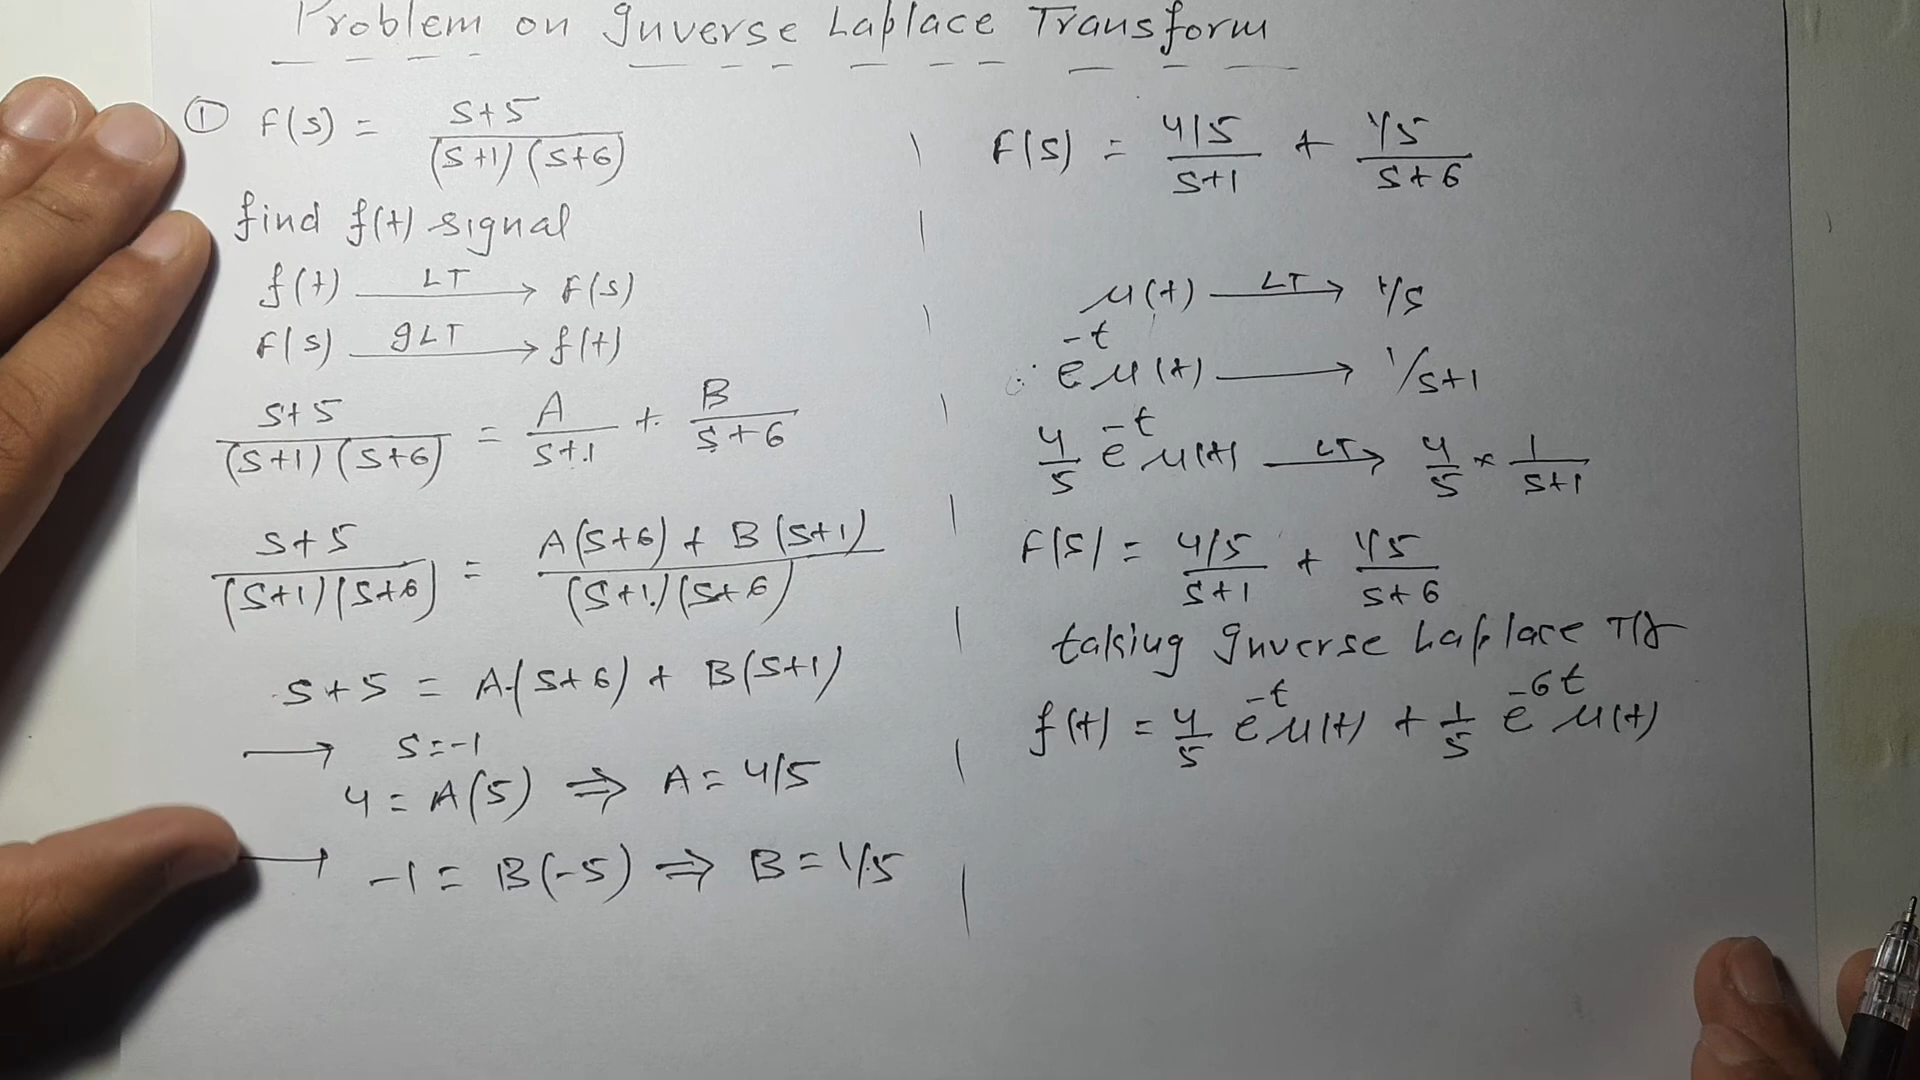 Problem on Inverse Laplace Transform
① F(s) = s+5 / (s+1)(s+6)
find f(t) signal
f(t) —LT→ F(s)
F(s) —ILT→ f(t)
s+5 / (s+1)(s+6) = A / s+1 + B / s+6
s+5 / (s+1)(s+6) = A(s+6) + B(s+1) / (s+1)(s+6)
s+5 = A(s+6) + B(s+1)
→ s=-1
4 = A(5) ⇒ A = 4/5
→ -1 = B(-5) ⇒ B = 1/5
F(s) = 4/5 / s+1 + 1/5 / s+6
u(t) —LT→ 1/s
e^-t u(t) → 1/s+1
4/5 e^-t u(t) —LT→ 4/5 × 1/s+1
F(s) = 4/5 / s+1 + 1/5 / s+6
taking Inverse Laplace T/f
f(t) = 4/5 e^-t u(t) + 1/5 e^-6t u(t)